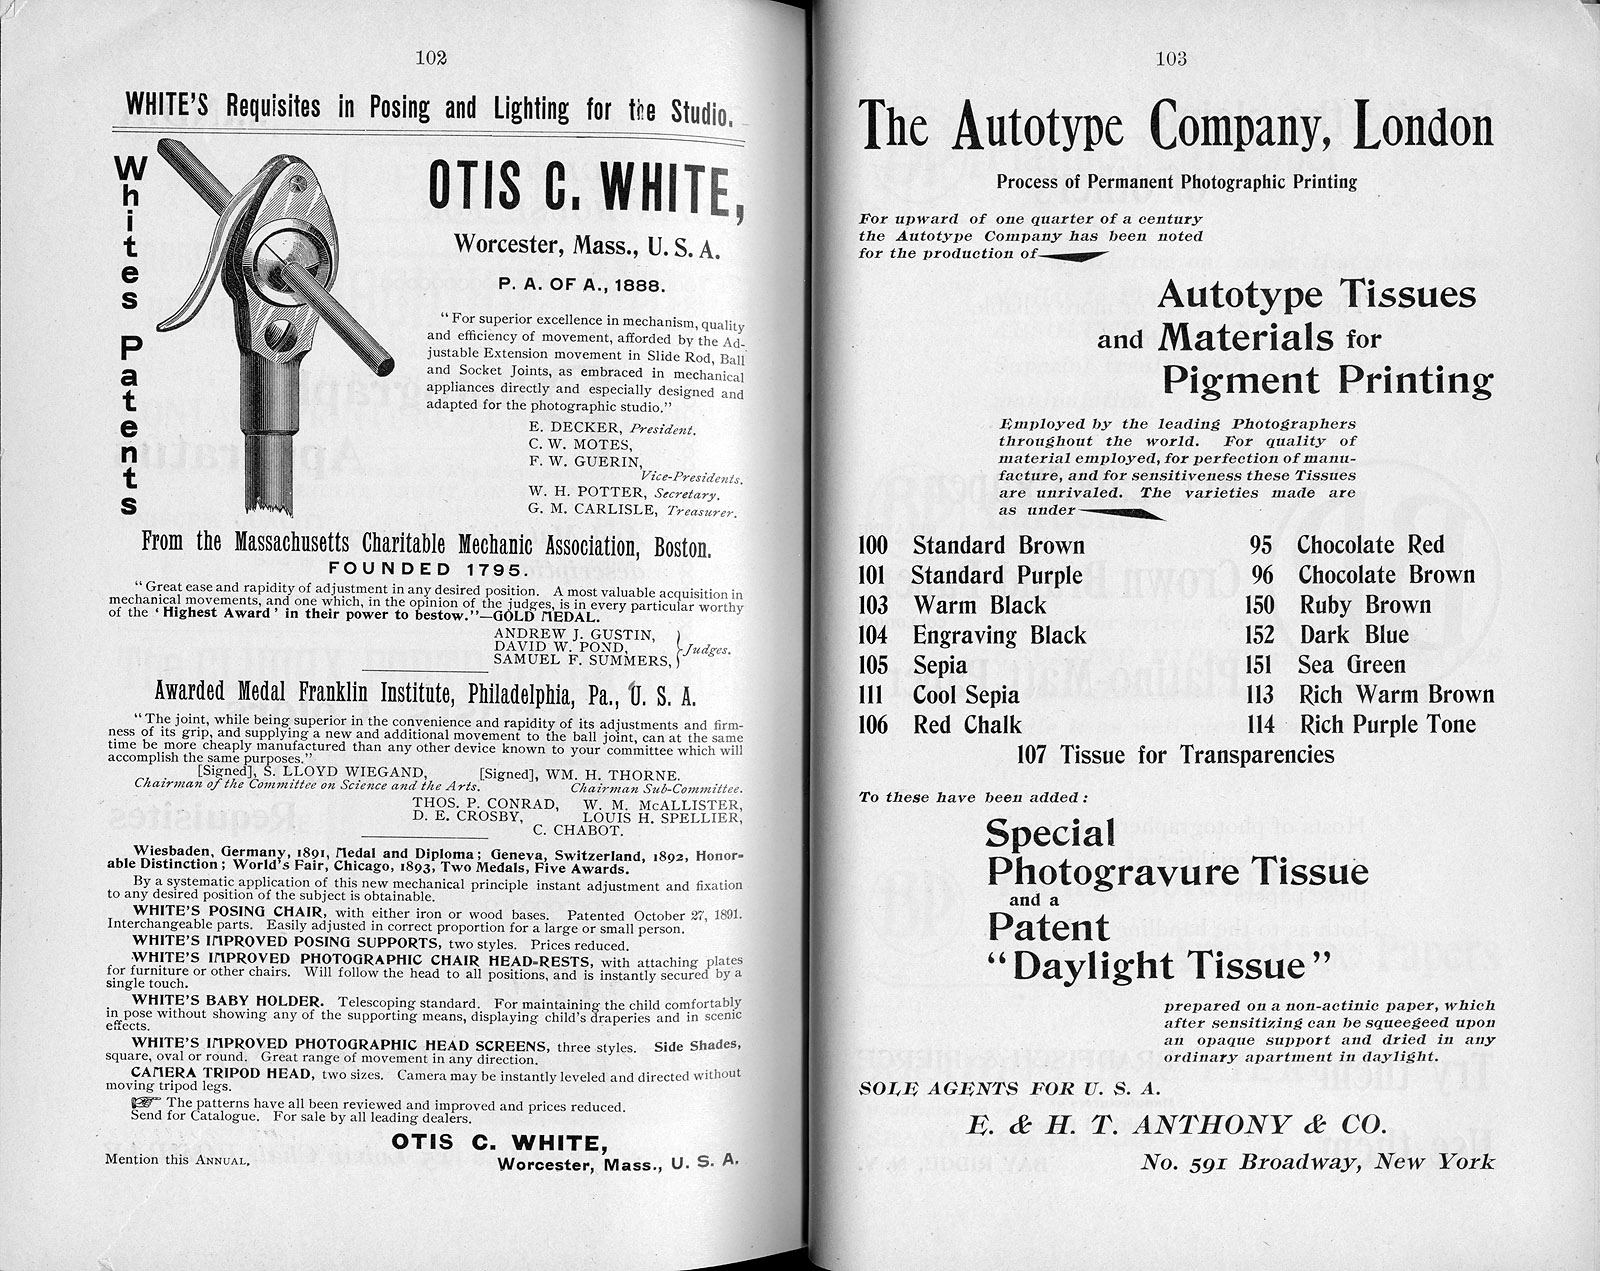 102
WHITE'S Requisites in Posing and Lighting for the Studio.
Whites Patents
OTIS C. WHITE,
Worcester, Mass., U. S. A.
P. A. OF A., 1888.
"For superior excellence in mechanism, quality
and efficiency of movement, afforded by the Ad-
justable Extension movement in Slide Rod, Ball
and Socket Joints, as embraced in mechanical
appliances directly and especially designed and
adapted for the photographic studio."
E. DECKER, President.
C. W. MOTES,
F. W. GUERIN,
Vice-Presidents.
W. H. POTTER, Secretary.
G. M. CARLISLE, Treasurer.
From the Massachusetts Charitable Mechanic Association, Boston.
FOUNDED 1795.
"Great ease and rapidity of adjustment in any desired position. A most valuable acquisition in
mechanical movements, and one which, in the opinion of the judges, is in every particular worthy
of the 'Highest Award' in their power to bestow."—GOLD MEDAL.
ANDREW J. GUSTIN,
DAVID W. POND,
SAMUEL F. SUMMERS,
Judges.
Awarded Medal Franklin Institute, Philadelphia, Pa., U. S. A.
"The joint, while being superior in the convenience and rapidity of its adjustments and firm-
ness of its grip, and supplying a new and additional movement to the ball joint, can at the same
time be more cheaply manufactured than any other device known to your committee which will
accomplish the same purposes."
[Signed], S. LLOYD WIEGAND, [Signed], WM. H. THORNE.
Chairman of the Committee on Science and the Arts. Chairman Sub-Committee.
THOS. P. CONRAD, W. M. McALLISTER,
D. E. CROSBY, LOUIS H. SPELLIER,
C. CHABOT.
Wiesbaden, Germany, 1891, Medal and Diploma; Geneva, Switzerland, 1892, Honor-
able Distinction; World's Fair, Chicago, 1893, Two Medals, Five Awards.
By a systematic application of this new mechanical principle instant adjustment and fixation
to any desired position of the subject is obtainable.
WHITE'S POSING CHAIR, with either iron or wood bases. Patented October 27, 1891.
Interchangeable parts. Easily adjusted in correct proportion for a large or small person.
WHITE'S IMPROVED POSING SUPPORTS, two styles. Prices reduced.
WHITE'S IMPROVED PHOTOGRAPHIC CHAIR HEAD-RESTS, with attaching plates
for furniture or other chairs. Will follow the head to all positions, and is instantly secured by a
single touch.
WHITE'S BABY HOLDER. Telescoping standard. For maintaining the child comfortably
in pose without showing any of the supporting means, displaying child's draperies and in scenic
effects.
WHITE'S IMPROVED PHOTOGRAPHIC HEAD SCREENS, three styles. Side Shades,
square, oval or round. Great range of movement in any direction.
CAMERA TRIPOD HEAD, two sizes. Camera may be instantly leveled and directed without
moving tripod legs.
The patterns have all been reviewed and improved and prices reduced.
Send for Catalogue. For sale by all leading dealers.
OTIS C. WHITE,
Mention this ANNUAL. Worcester, Mass., U. S. A.
103
The Autotype Company, London
Process of Permanent Photographic Printing
For upward of one quarter of a century
the Autotype Company has been noted
for the production of
Autotype Tissues
and Materials for
Pigment Printing
Employed by the leading Photographers
throughout the world. For quality of
material employed, for perfection of manu-
facture, and for sensitiveness these Tissues
are unrivaled. The varieties made are
as under
100 Standard Brown 95 Chocolate Red
101 Standard Purple 96 Chocolate Brown
103 Warm Black 150 Ruby Brown
104 Engraving Black 152 Dark Blue
105 Sepia 151 Sea Green
111 Cool Sepia 113 Rich Warm Brown
106 Red Chalk 114 Rich Purple Tone
107 Tissue for Transparencies
To these have been added:
Special
Photogravure Tissue
and a
Patent
"Daylight Tissue"
prepared on a non-actinic paper, which
after sensitizing can be squeegeed upon
an opaque support and dried in any
ordinary apartment in daylight.
SOLE AGENTS FOR U. S. A.
E. & H. T. ANTHONY & CO.
No. 591 Broadway, New York